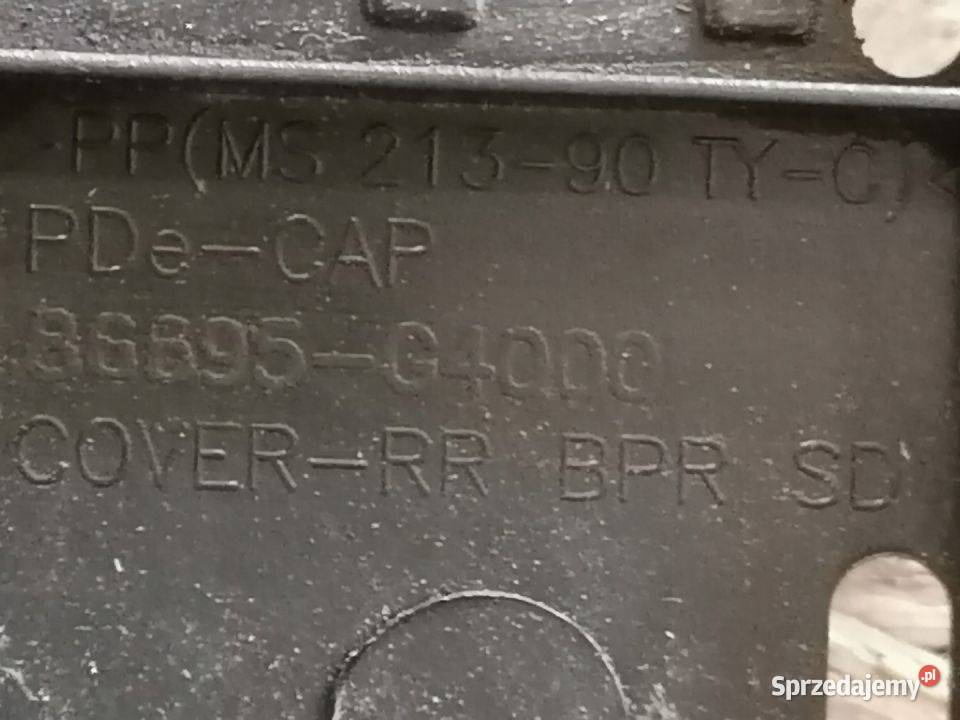 PP(MS 213-90 TY-C)<
PDe-CAP
86695-G4000
COVER-RR BPR SD'
Sprzedajemy.pl